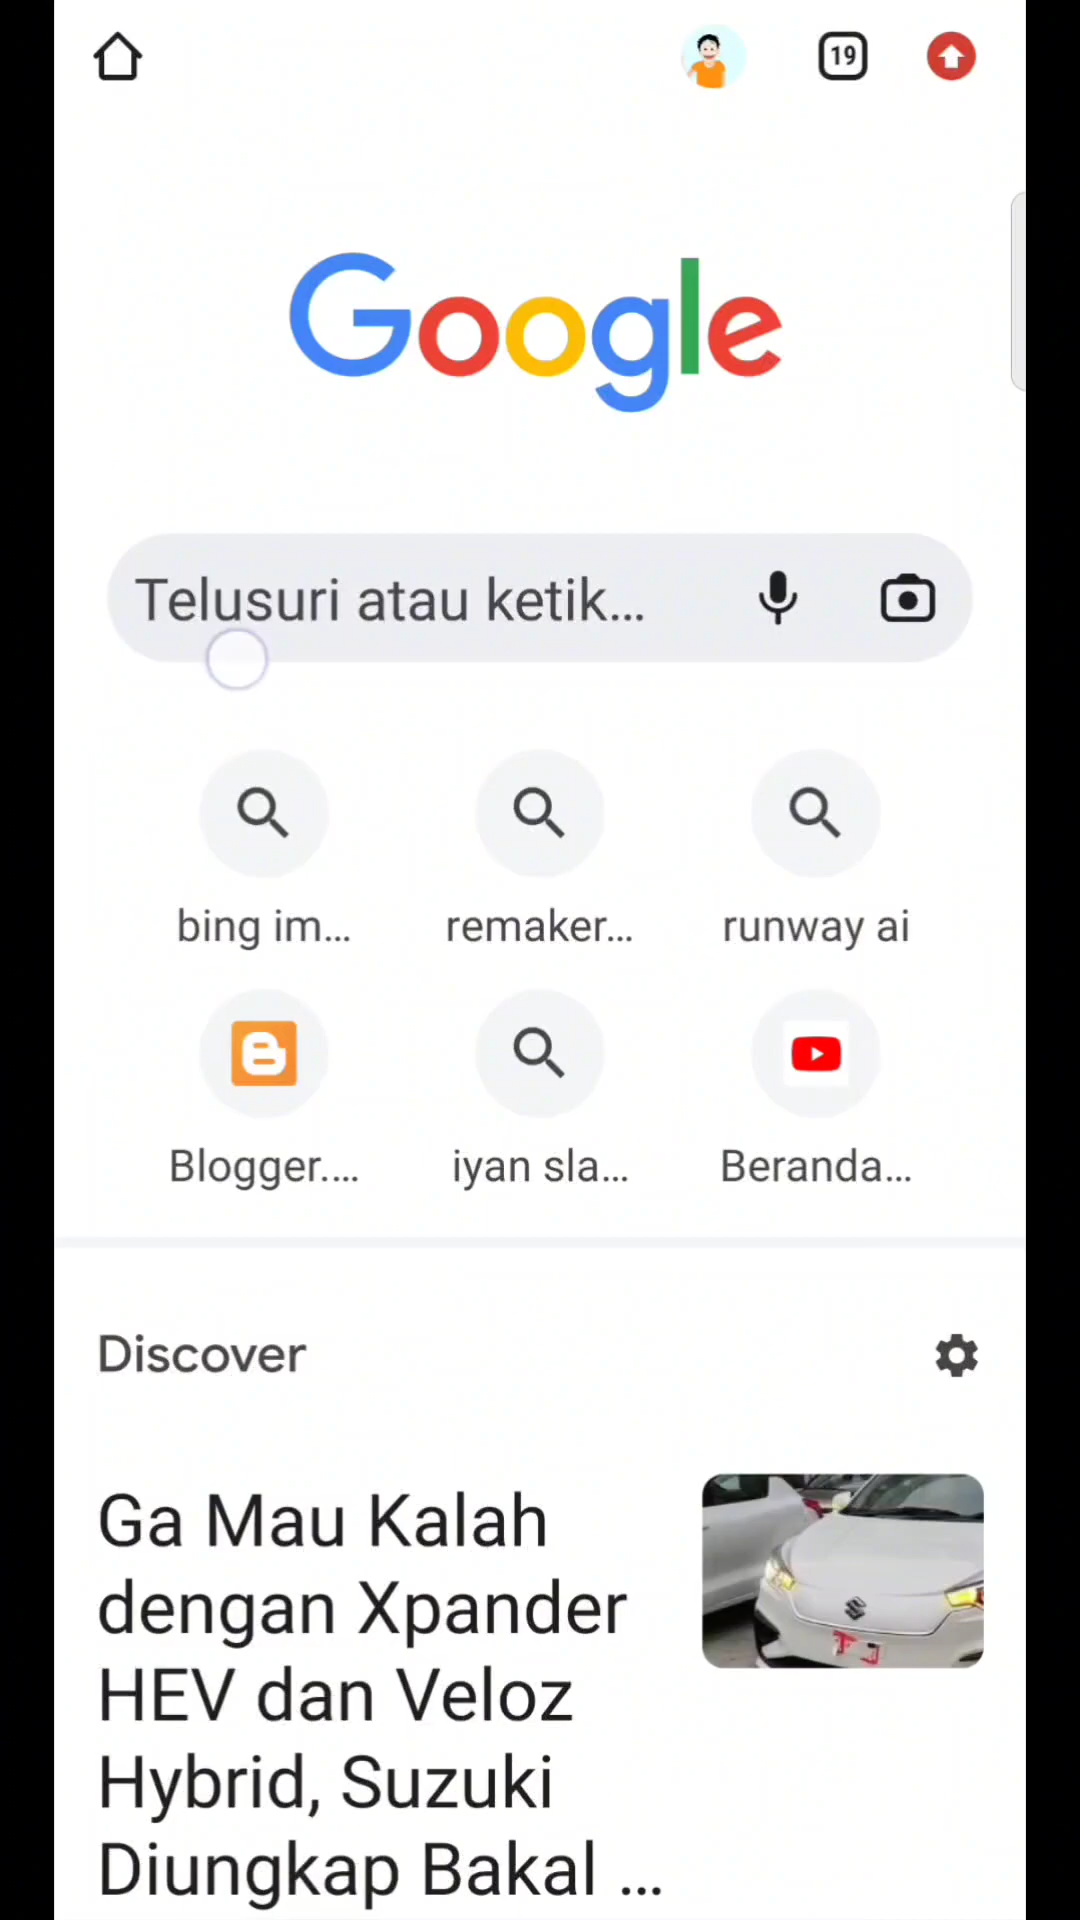 19
Google
Telusuri atau ketik...
bing im...
remaker...
runway ai
Blogger....
iyan sla...
Beranda...
Discover
Ga Mau Kalah
dengan Xpander
HEV dan Veloz
Hybrid, Suzuki
Diungkap Bakal ...